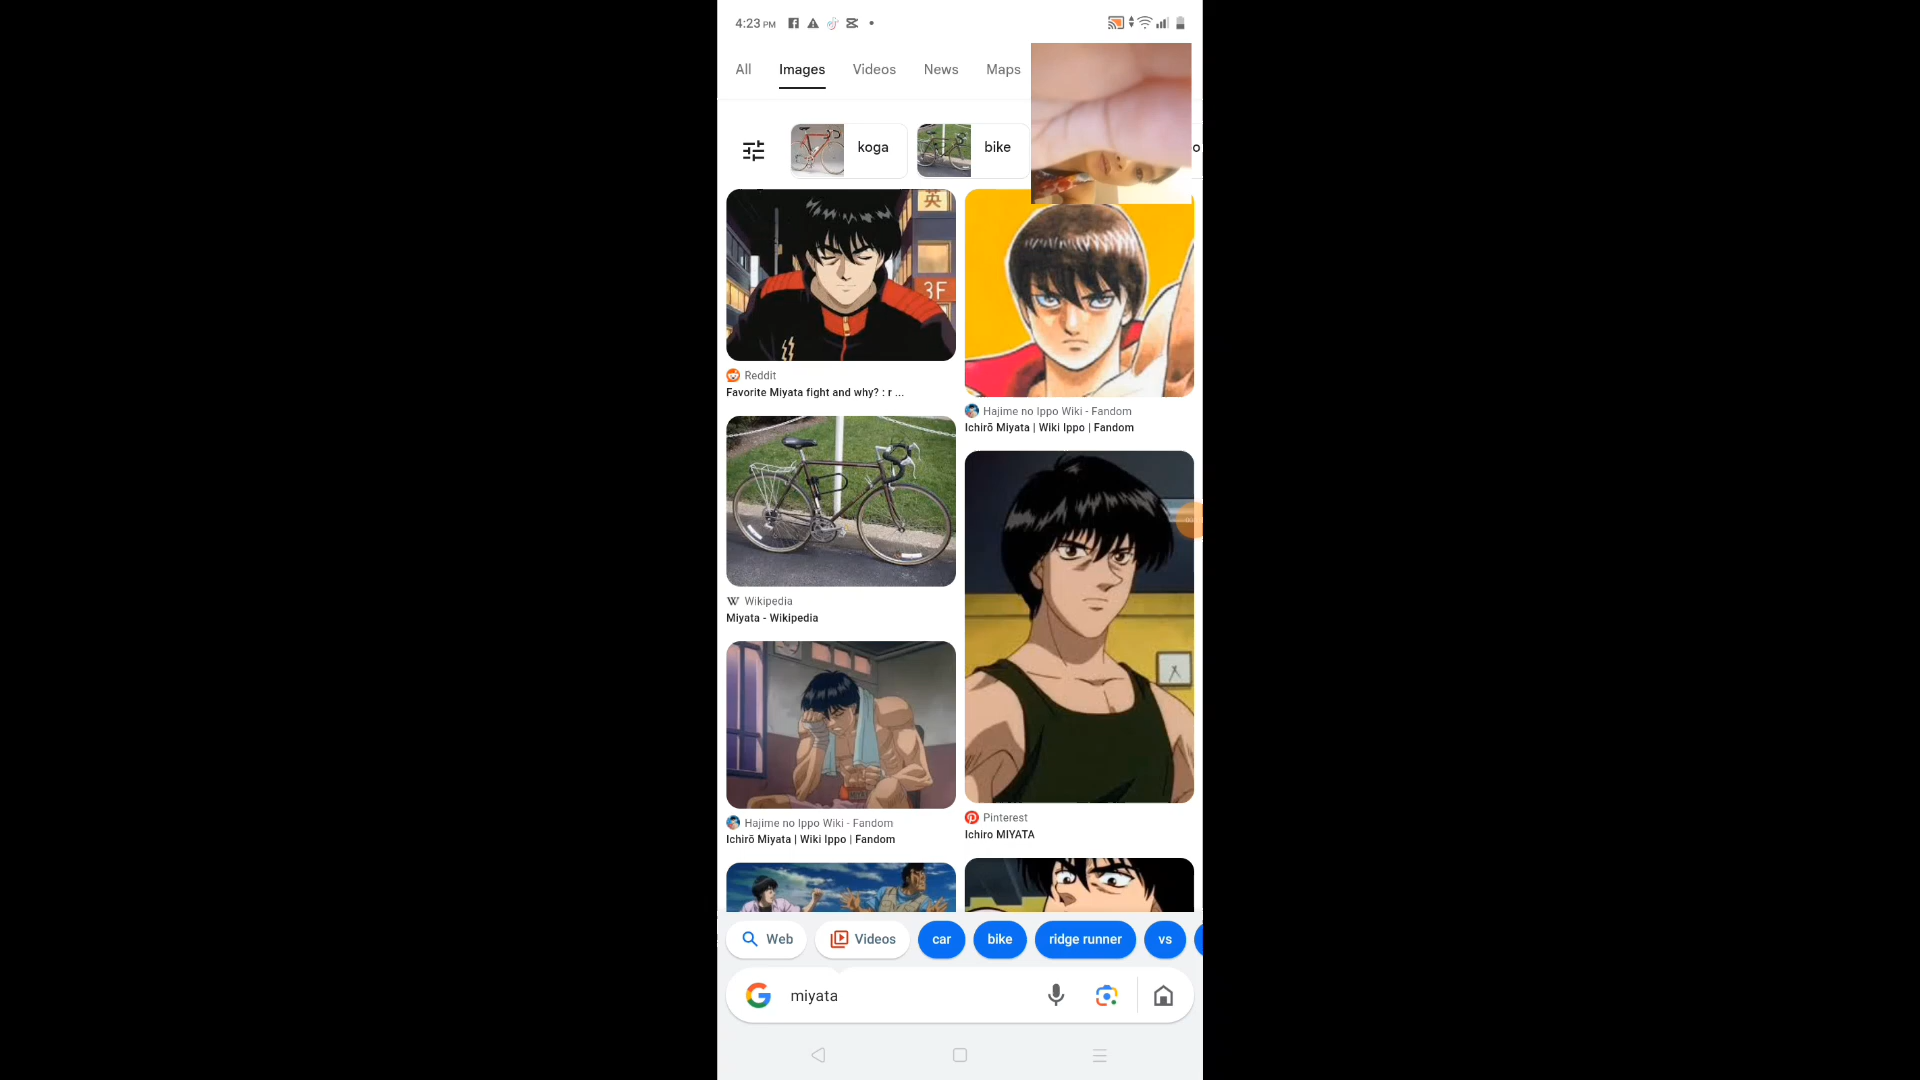 4:23 PM
All Images Videos News Maps
koga
bike
o
英
3F
Reddit
Favorite Miyata fight and why? : r ...
Hajime no Ippo Wiki - Fandom
Ichirō Miyata | Wiki Ippo | Fandom
W Wikipedia
Miyata - Wikipedia
Hajime no Ippo Wiki - Fandom
Ichirō Miyata | Wiki Ippo | Fandom
Pinterest
Ichiro MIYATA
Web Videos car bike ridge runner vs
miyata